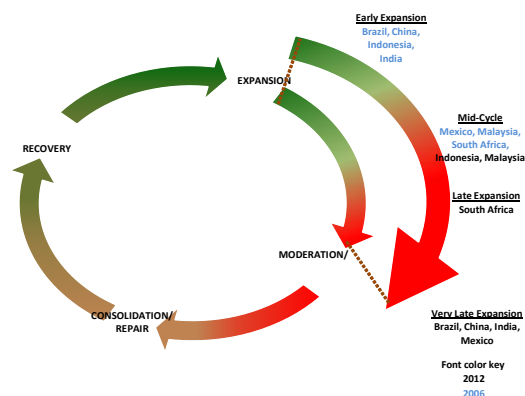 Early Expansion
Brazil, China,
Indonesia,
India
EXPANSION
Mid-Cycle
Mexico, Malaysia,
South Africa,
Indonesia, Malaysia
RECOVERY
Late Expansion
South Africa
MODERATION/
CONSOLIDATION/
REPAIR
Very Late Expansion
Brazil, China, India,
Mexico
Font color key
2012
2006